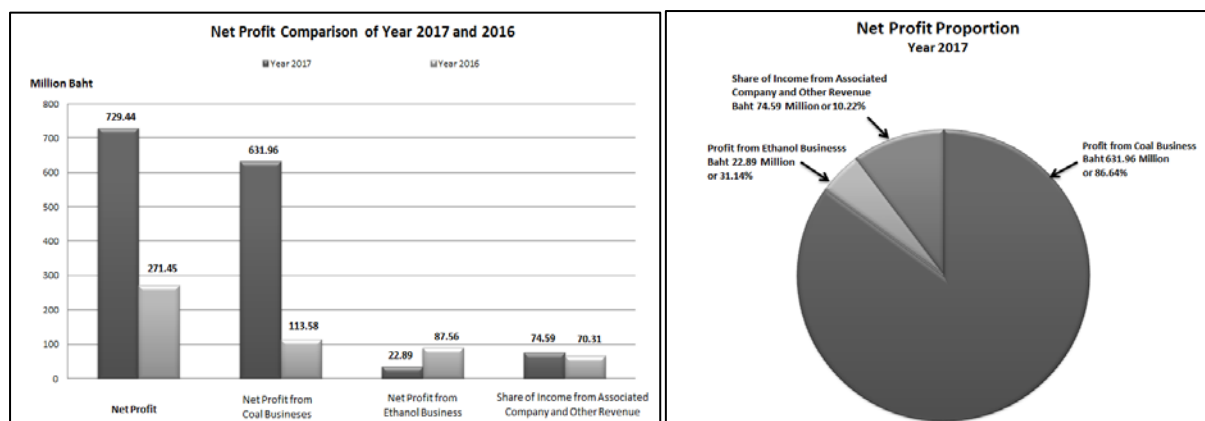 Net Profit Comparison of Year 2017 and 2016
Year 2017 Year 2016
Million Baht
800
700
600
500
400
300
200
100
0
729.44
271.45
631.96
113.58
22.89
87.56
74.59
70.31
Net Profit
Net Profit from
Coal Busineses
Net Profit from
Ethanol Business
Share of Income from Associated
Company and Other Revenue
Net Profit Proportion
Year 2017
Share of Income from Associated
Company and Other Revenue
Baht 74.59 Million or 10.22%
Profit from Ethanol Businesss
Baht 22.89 Million
or 31.14%
Profit from Coal Business
Baht 631.96 Million
or 86.64%